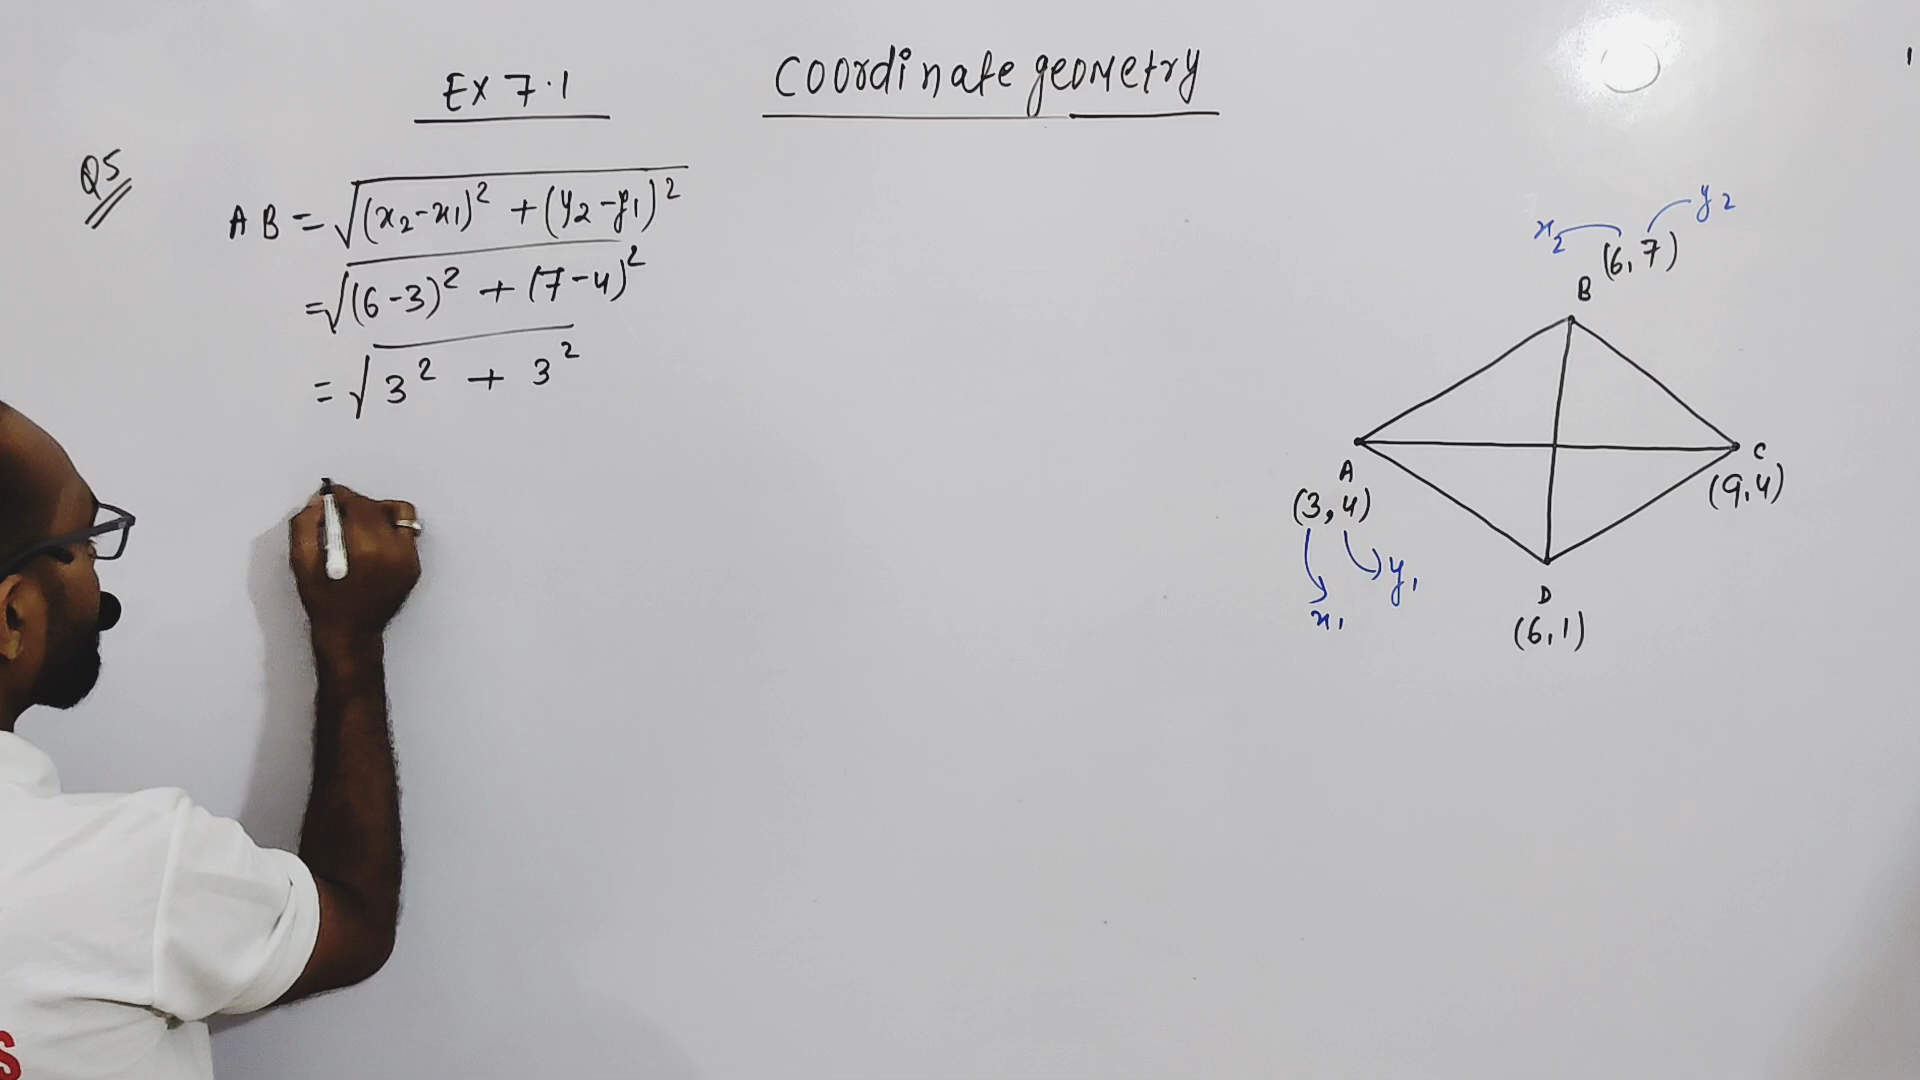 Ex 7.1 Coordinate geometry
Q5
AB = √(x₂-x₁)² + (y₂-y₁)²
= √(6-3)² + (7-4)²
= √3² + 3²
x₂ y₂
(6,7)
B
A C
(3,4) (9,4)
x₁ y₁
D
(6,1)
S